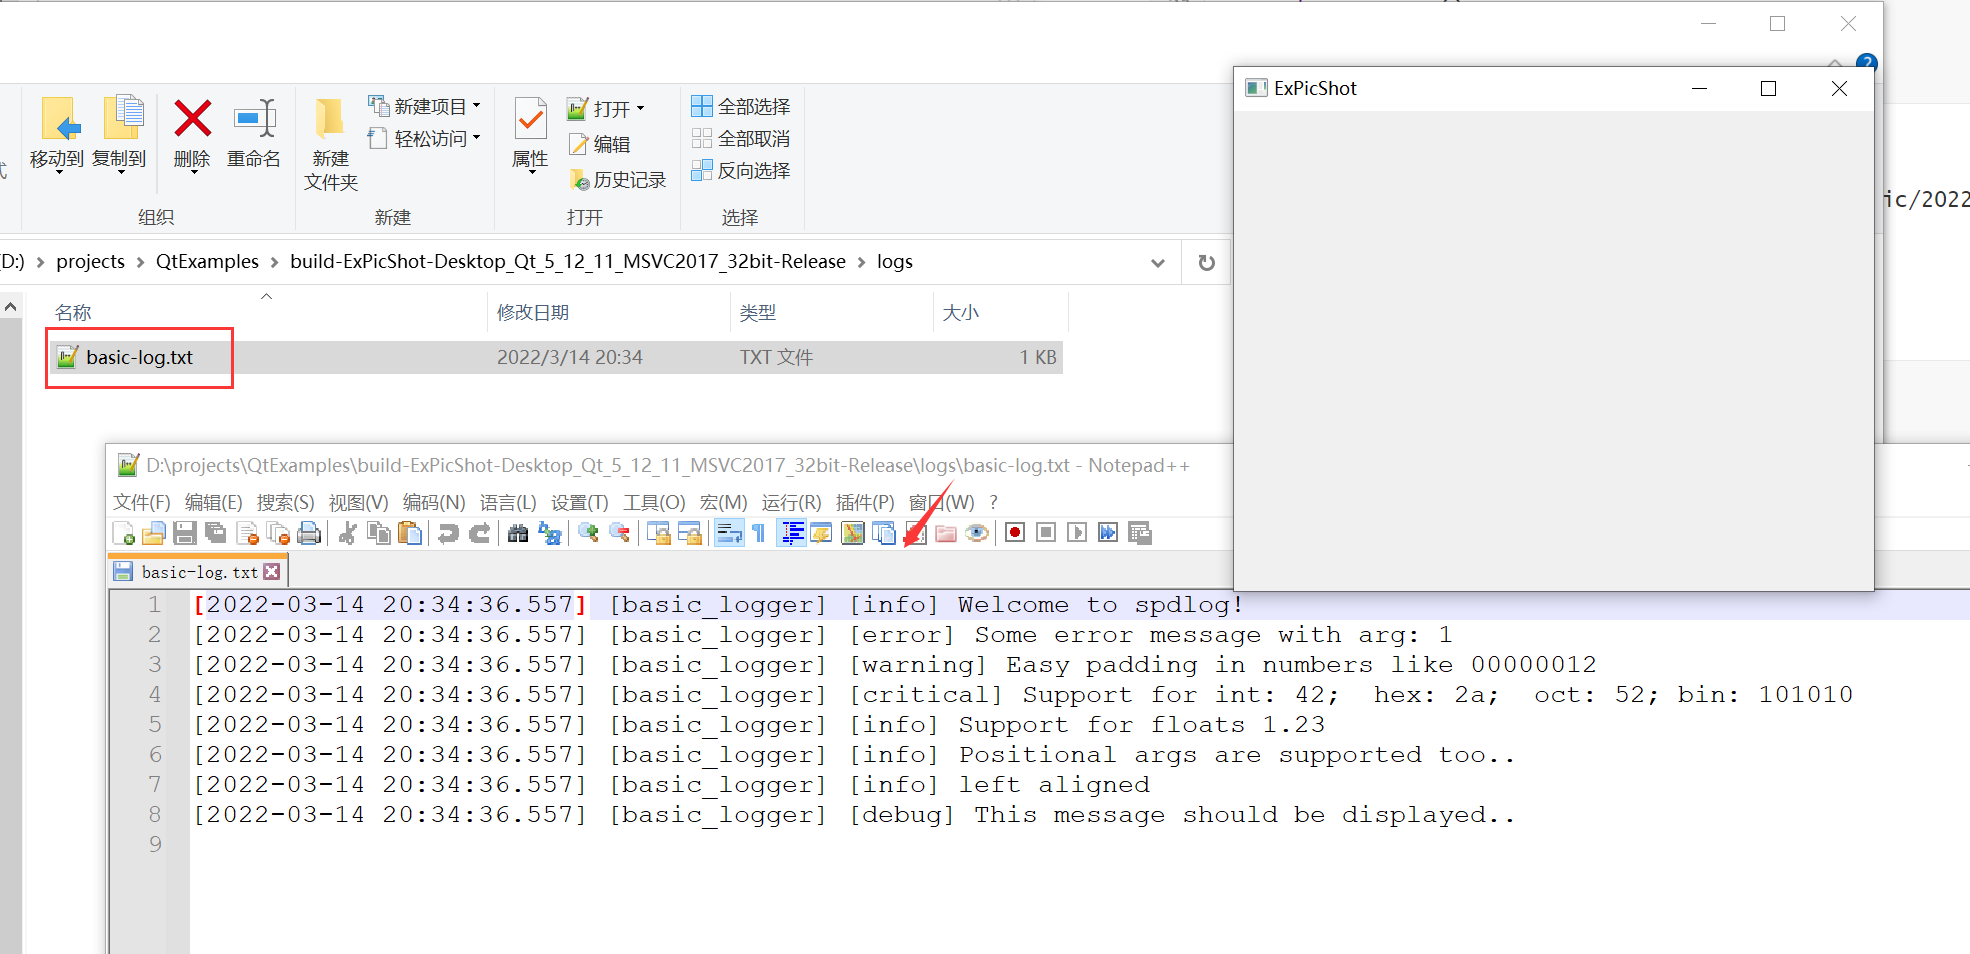 ExPicShot
移动到 复制到 删除 重命名
新建
文件夹
新建项目
轻松访问
属性
打开
编辑
历史记录
全部选择
全部取消
反向选择
组织 新建 打开 选择
ic/2022
D:) projects QtExamples build-ExPicShot-Desktop_Qt_5_12_11_MSVC2017_32bit-Release logs
名称 修改日期 类型 大小
basic-log.txt 2022/3/14 20:34 TXT 文件 1 KB
D:\projects\QtExamples\build-ExPicShot-Desktop_Qt_5_12_11_MSVC2017_32bit-Release\logs\basic-log.txt - Notepad++
文件(F) 编辑(E) 搜索(S) 视图(V) 编码(N) 语言(L) 设置(T) 工具(O) 宏(M) 运行(R) 插件(P) 窗口(W) ?
basic-log.txt
1 [2022-03-14 20:34:36.557] [basic_logger] [info] Welcome to spdlog!
2 [2022-03-14 20:34:36.557] [basic_logger] [error] Some error message with arg: 1
3 [2022-03-14 20:34:36.557] [basic_logger] [warning] Easy padding in numbers like 00000012
4 [2022-03-14 20:34:36.557] [basic_logger] [critical] Support for int: 42;  hex: 2a;  oct: 52; bin: 101010
5 [2022-03-14 20:34:36.557] [basic_logger] [info] Support for floats 1.23
6 [2022-03-14 20:34:36.557] [basic_logger] [info] Positional args are supported too..
7 [2022-03-14 20:34:36.557] [basic_logger] [info] left aligned
8 [2022-03-14 20:34:36.557] [basic_logger] [debug] This message should be displayed..
9